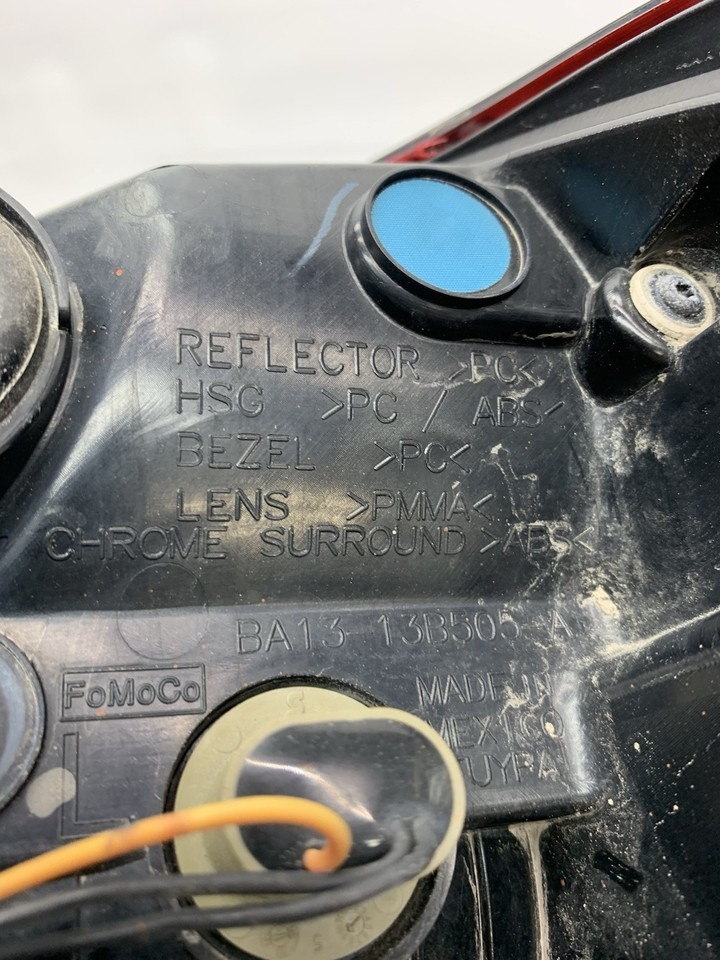 REFLECTOR >PC<
HSG >PC / ABS<
BEZEL >PC<
LENS >PMMA<
CHROME SURROUND >ABS<
BA13 13B505 A
FoMoCo
MADE IN
MEXICO
L